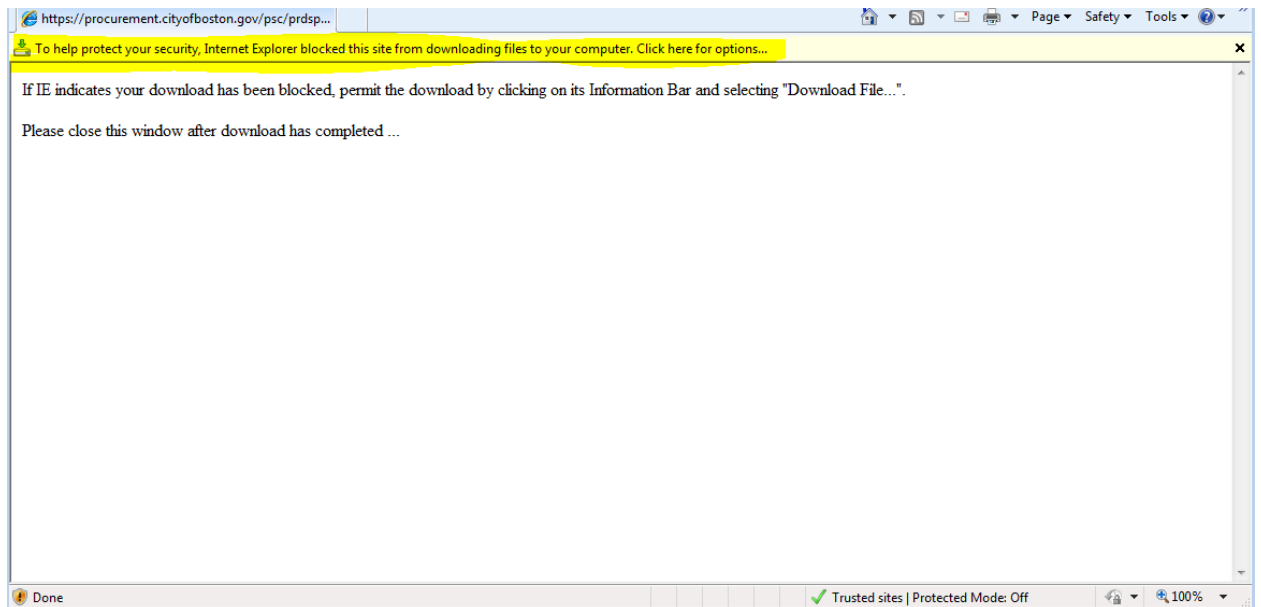 https://procurement.cityofboston.gov/psc/prdsp...
Page Safety Tools
To help protect your security, Internet Explorer blocked this site from downloading files to your computer. Click here for options...
If IE indicates your download has been blocked, permit the download by clicking on its Information Bar and selecting "Download File...".
Please close this window after download has completed ...
Done Trusted sites | Protected Mode: Off 100%